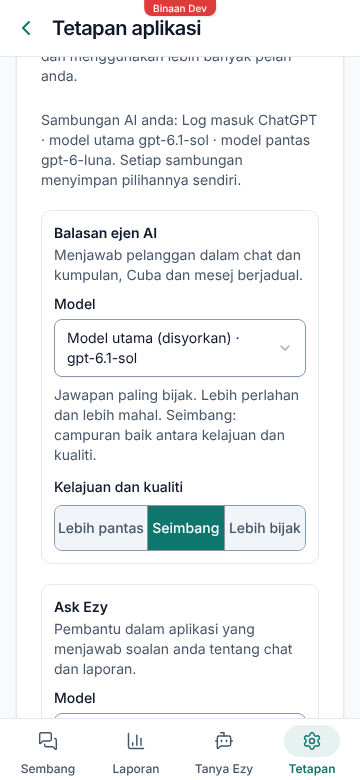 Binaan Dev
Tetapan aplikasi
dan menggunakan lebih banyak pelan
anda.
Sambungan AI anda: Log masuk ChatGPT
· model utama gpt-6.1-sol · model pantas
gpt-6-luna. Setiap sambungan
menyimpan pilihannya sendiri.
Balasan ejen AI
Menjawab pelanggan dalam chat dan
kumpulan, Cuba dan mesej berjadual.
Model
Model utama (disyorkan) ·
gpt-6.1-sol
Jawapan paling bijak. Lebih perlahan
dan lebih mahal. Seimbang:
campuran baik antara kelajuan dan
kualiti.
Kelajuan dan kualiti
Lebih pantas Seimbang Lebih bijak
Ask Ezy
Pembantu dalam aplikasi yang
menjawab soalan anda tentang chat
dan laporan.
Model
Sembang Laporan Tanya Ezy Tetapan